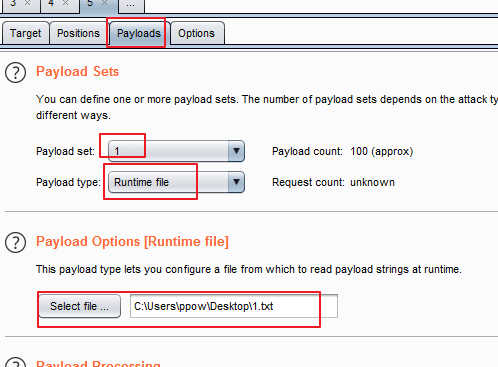 3 × 4 × 5 × ...
Target Positions Payloads Options
? Payload Sets
You can define one or more payload sets. The number of payload sets depends on the attack ty
different ways.
Payload set: 1 Payload count: 100 (approx)
Payload type: Runtime file Request count: unknown
? Payload Options [Runtime file]
This payload type lets you configure a file from which to read payload strings at runtime.
Select file ... C:\Users\ppow\Desktop\1.txt
? Payload Processing